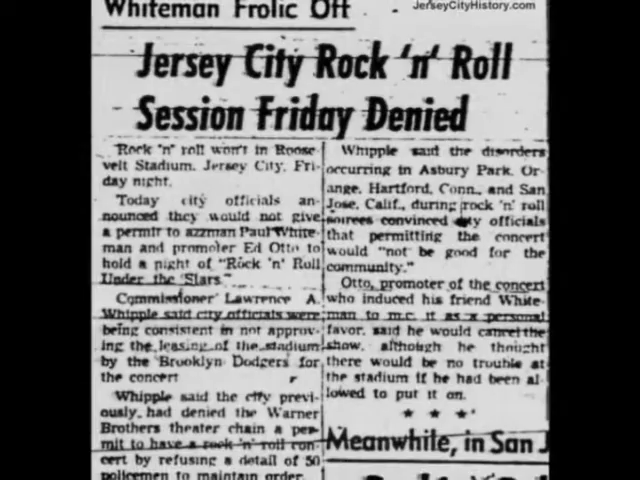 Whiteman Frolic Off
JerseyCityHistory.com
Jersey City Rock 'n' Roll
Session Friday Denied
Rock 'n' roll won't in Roose-
velt Stadium, Jersey City, Fri-
day night.
Today city officials an-
nounced they would not give
a permit to azzman Paul White-
man and promoter Ed Otto to
hold a night of "Rock 'n' Roll
Under the Stars."
Commissioner Lawrence A.
Whipple said city officials were
being consistent in not approv-
ing the leasing of the stadium
by the Brooklyn Dodgers for
the concert
Whipple said the city previ-
ously had denied the Warner
Brothers theater chain a per-
mit to have a rock 'n' roll con-
cert by refusing a detail of 50
policemen to maintain order.
Whipple said the disorders
occurring in Asbury Park, Or-
ange, Hartford, Conn., and San
Jose, Calif., during rock 'n' roll
convinced city officials
that permitting the concert
would "not be good for the
community."
Otto, promoter of the concert
who induced his friend White-
man to m.c. it as a personal
favor, said he would cancel the
show, although he thought
there would be no trouble at
the stadium if he had been al-
lowed to put it on.
★ ★ ★
Meanwhile, in San J